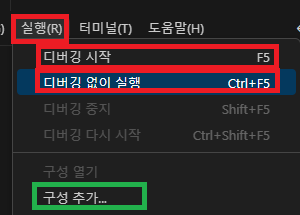 실행(R) 터미널(T) 도움말(H)
디버깅 시작 F5
디버깅 없이 실행 Ctrl+F5
디버깅 중지 Shift+F5
디버깅 다시 시작 Ctrl+Shift+F5
구성 열기
구성 추가...